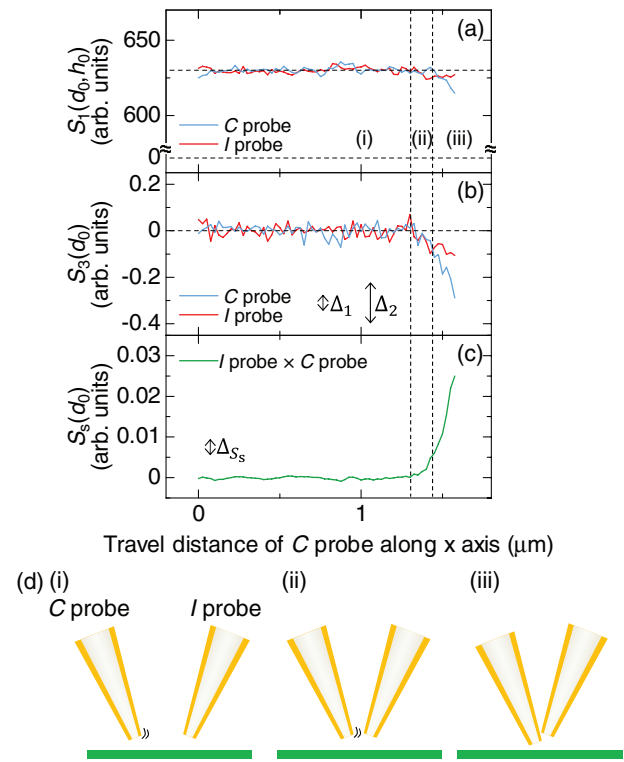 (a)
S₁(d₀, h₀)
(arb. units)
650
600
0
C probe
I probe
(i)
(ii)
(iii)
(b)
S₃(d₀)
(arb. units)
0.2
0
-0.2
-0.4
C probe
I probe
Δ₁
Δ₂
(c)
Sₛ(d₀)
(arb. units)
0.03
0.02
0.01
0
I probe × C probe
Δ_Sₛ
0
1
Travel distance of C probe along x axis (μm)
(d) (i)
C probe
I probe
(ii)
(iii)